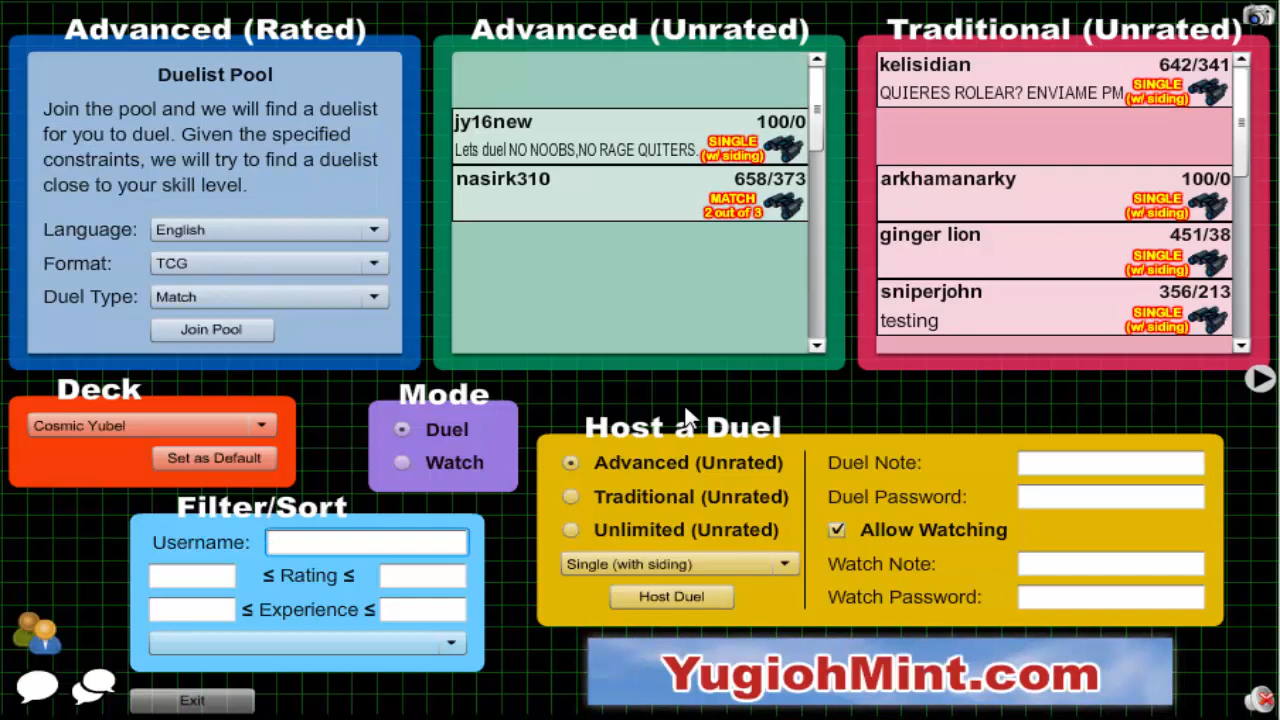 Advanced (Rated)
Duelist Pool
Join the pool and we will find a duelist
for you to duel. Given the specified
constraints, we will try to find a duelist
close to your skill level.
Language: English
Format: TCG
Duel Type: Match
Join Pool
Advanced (Unrated)
jy16new 100/0
Lets duel NO NOOBS,NO RAGE QUITERS. SINGLE
(w/ siding)
nasirk310 658/373
MATCH
2 out of 3
Traditional (Unrated)
kelisidian 642/341
QUIERES ROLEAR? ENVIAME PM SINGLE
(w/ siding)
arkhamanarky 100/0
SINGLE
(w/ siding)
ginger lion 451/38
SINGLE
(w/ siding)
sniperjohn 356/213
testing SINGLE
(w/ siding)
Deck
Cosmic Yubel
Set as Default
Mode
Duel
Watch
Filter/Sort
Username:
≤ Rating ≤
≤ Experience ≤
Exit
Host a Duel
Advanced (Unrated)
Traditional (Unrated)
Unlimited (Unrated)
Single (with siding)
Host Duel
Duel Note:
Duel Password:
Allow Watching
Watch Note:
Watch Password:
YugiohMint.com